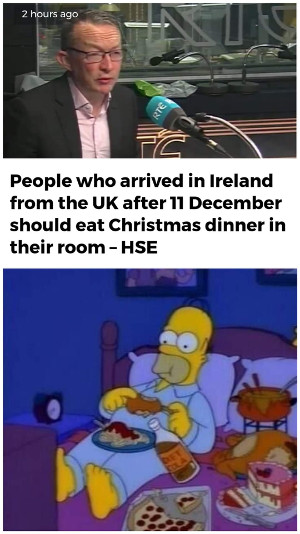 2 hours ago
RTÉ
People who arrived in Ireland
from the UK after 11 December
should eat Christmas dinner in
their room – HSE